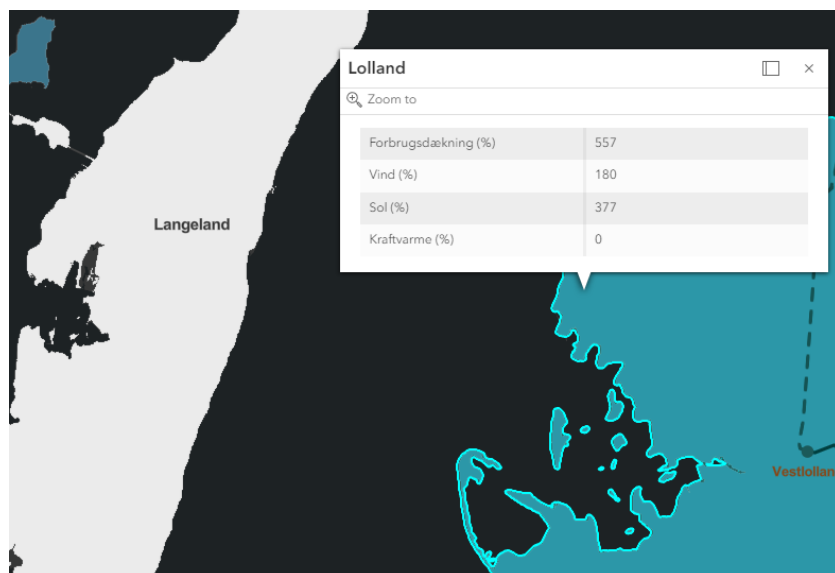 Lolland
Zoom to
Forbrugsdækning (%) 557
Vind (%) 180
Sol (%) 377
Kraftvarme (%) 0
Langeland
Vestlollan